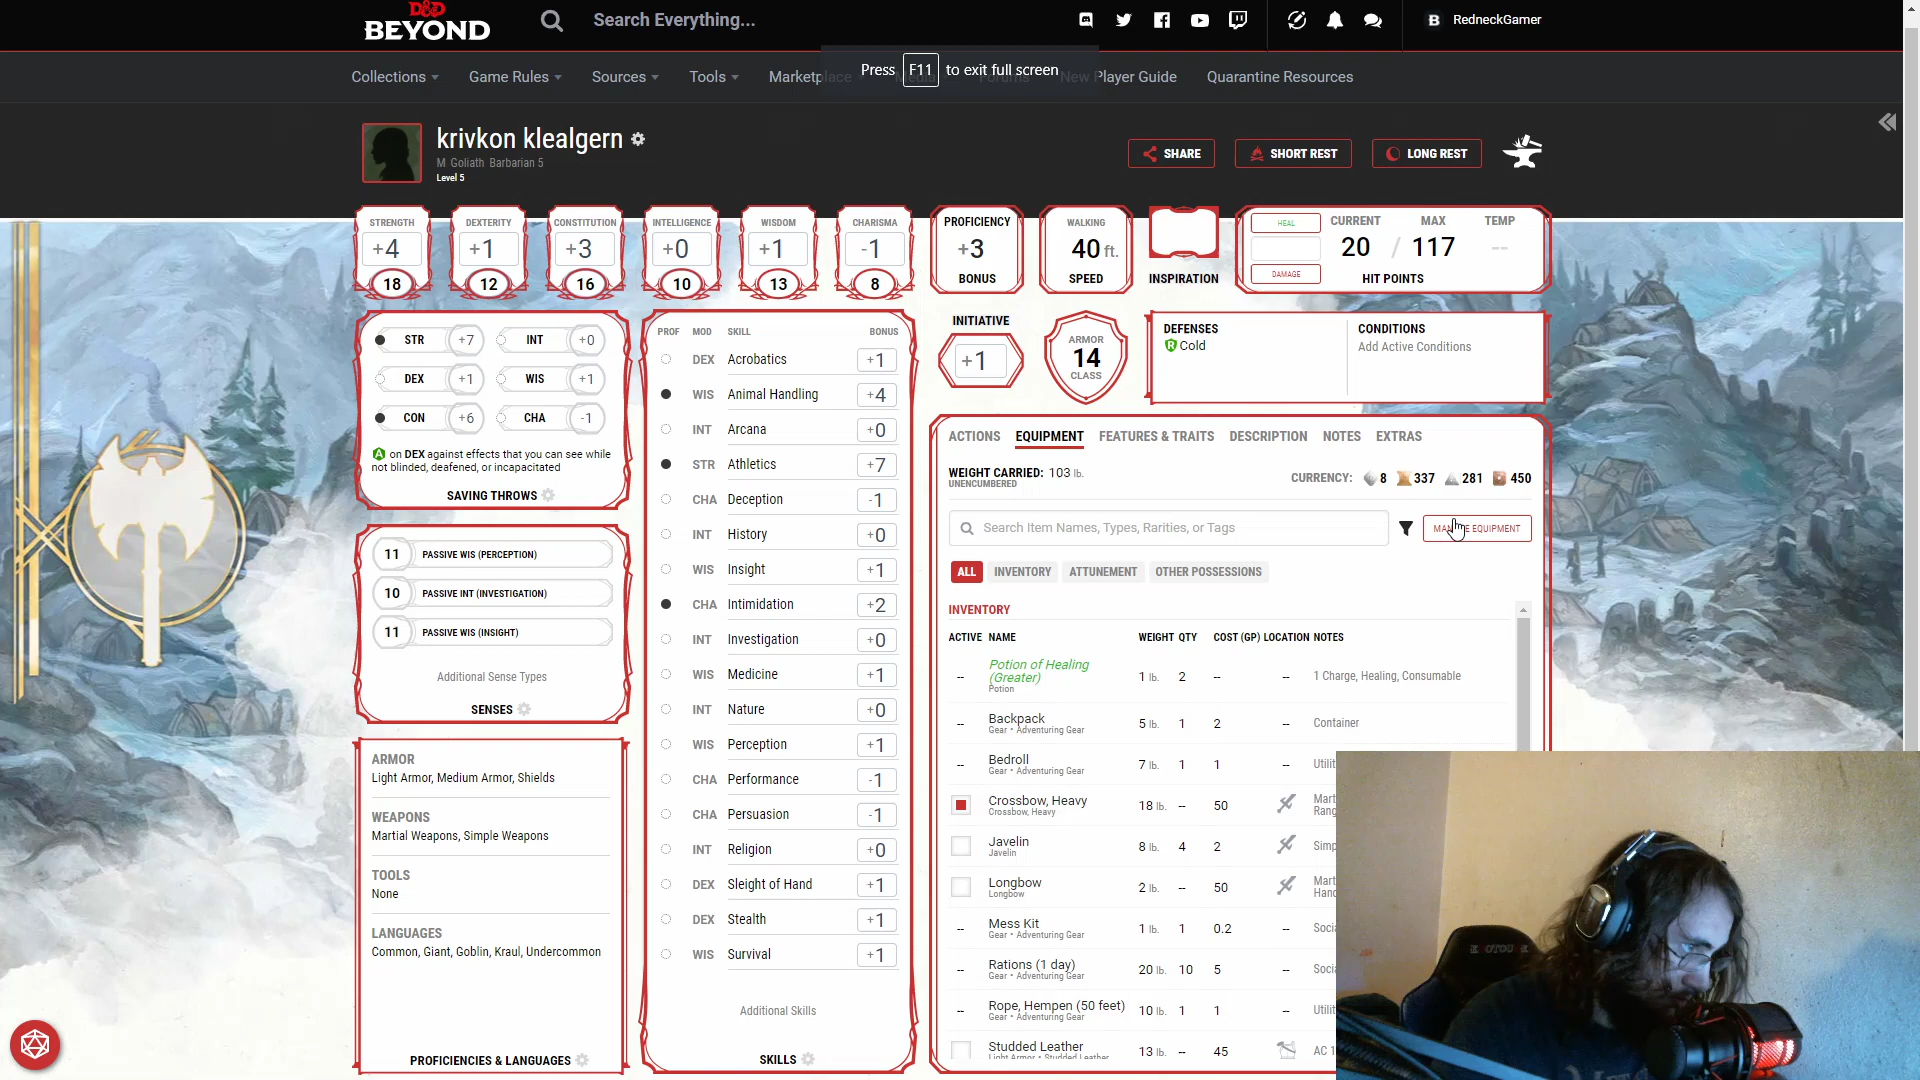 D&D
BEYOND
Search Everything...
RedneckGamer
Collections
Game Rules
Sources
Tools
Press F11 to exit full screen
Player Guide
Quarantine Resources
krivkon klealgern
M Goliath Barbarian 5
Level 5
SHARE
SHORT REST
LONG REST
STRENGTH
+4
18
DEXTERITY
+1
12
CONSTITUTION
+3
16
INTELLIGENCE
+0
10
WISDOM
+1
13
CHARISMA
-1
8
PROFICIENCY
+3
BONUS
WALKING
40 ft.
SPEED
INSPIRATION
HEAL
DAMAGE
CURRENT MAX TEMP
20 / 117 --
HIT POINTS
STR +7 INT +0
DEX +1 WIS +1
CON +6 CHA -1
A on DEX against effects that you can see while
not blinded, deafened, or incapacitated
SAVING THROWS
11 PASSIVE WIS (PERCEPTION)
10 PASSIVE INT (INVESTIGATION)
11 PASSIVE WIS (INSIGHT)
Additional Sense Types
SENSES
ARMOR
Light Armor, Medium Armor, Shields
WEAPONS
Martial Weapons, Simple Weapons
TOOLS
None
LANGUAGES
Common, Giant, Goblin, Kraul, Undercommon
PROFICIENCIES & LANGUAGES
PROF MOD SKILL BONUS
DEX Acrobatics +1
WIS Animal Handling +4
INT Arcana +0
STR Athletics +7
CHA Deception -1
INT History +0
WIS Insight +1
CHA Intimidation +2
INT Investigation +0
WIS Medicine +1
INT Nature +0
WIS Perception +1
CHA Performance -1
CHA Persuasion -1
INT Religion +0
DEX Sleight of Hand +1
DEX Stealth +1
WIS Survival +1
Additional Skills
SKILLS
INITIATIVE
+1
ARMOR
14
CLASS
DEFENSES
R Cold
CONDITIONS
Add Active Conditions
ACTIONS EQUIPMENT FEATURES & TRAITS DESCRIPTION NOTES EXTRAS
WEIGHT CARRIED: 103 lb.
UNENCUMBERED
CURRENCY: 8 337 281 450
Search Item Names, Types, Rarities, or Tags
EQUIPMENT
ALL INVENTORY ATTUNEMENT OTHER POSSESSIONS
INVENTORY
ACTIVE NAME WEIGHT QTY COST (GP) LOCATION NOTES
-- Potion of Healing (Greater) 1 lb. 2 -- -- 1 Charge, Healing, Consumable
Potion
-- Backpack 5 lb. 1 2 -- Container
Gear • Adventuring Gear
-- Bedroll 7 lb. 1 1 --
Gear • Adventuring Gear
Crossbow, Heavy 18 lb. -- 50
Crossbow, Heavy
Javelin 8 lb. 4 2
Javelin
Longbow 2 lb. -- 50
Longbow
-- Mess Kit 1 lb. 1 0.2 --
Gear • Adventuring Gear
-- Rations (1 day) 20 lb. 10 5 --
Gear • Adventuring Gear
-- Rope, Hempen (50 feet) 10 lb. 1 1 --
Gear • Adventuring Gear
Studded Leather 13 lb. -- 45 AC 1
Light Armor • Studded Leather